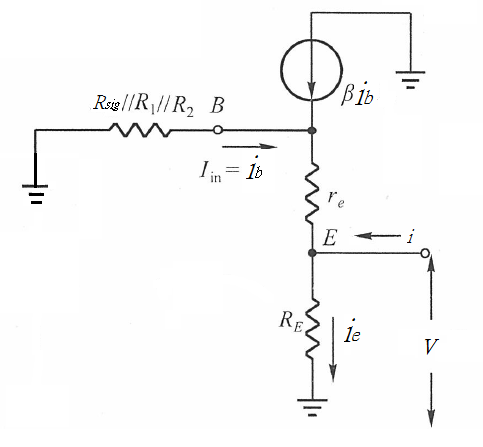 βib
Rsig//R1//R2 B
Iin = ib
re
E i
RE ie V